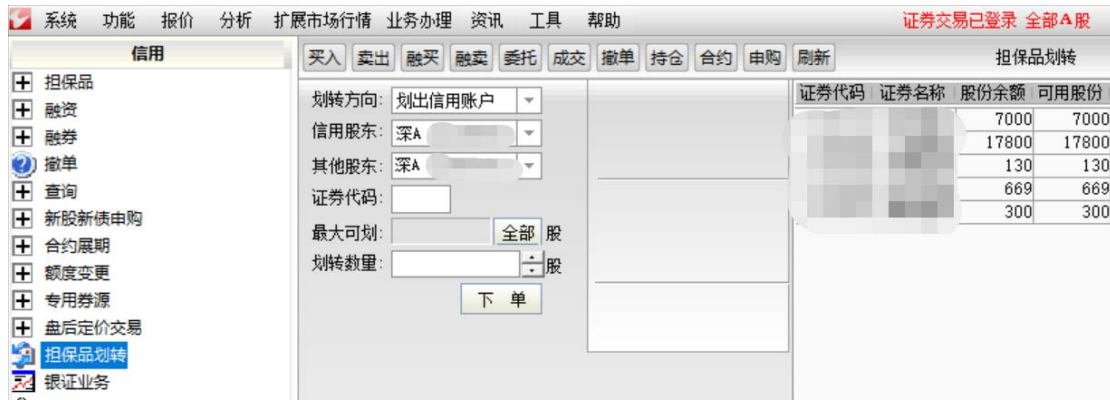 系统 功能 报价 分析 扩展市场行情 业务办理 资讯 工具 帮助 证券交易已登录 全部A股
信用
担保品
融资
融券
撤单
查询
新股新债申购
合约展期
额度变更
专用券源
盘后定价交易
担保品划转
银证业务
买入 卖出 融买 融卖 委托 成交 撤单 持仓 合约 申购 刷新 担保品划转
划转方向: 划出信用账户
信用股东: 深A
其他股东: 深A
证券代码:
最大可划: 全部 股
划转数量: 股
下 单
证券代码 证券名称 股份余额 可用股份
7000 7000
17800 17800
130 130
669 669
300 300